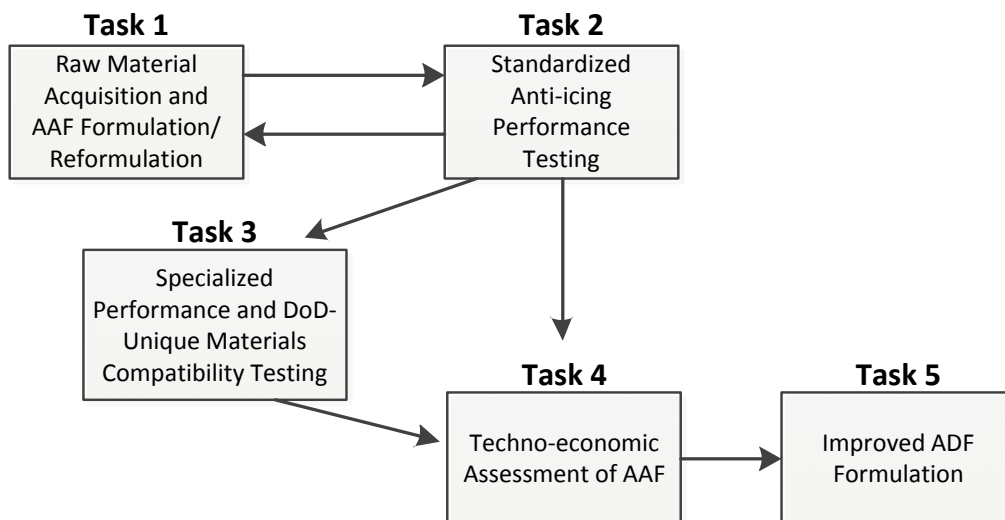 Task 1
Raw Material
Acquisition and
AAF Formulation/
Reformulation
Task 2
Standardized
Anti-icing
Performance
Testing
Task 3
Specialized
Performance and DoD-
Unique Materials
Compatibility Testing
Task 4
Techno-economic
Assessment of AAF
Task 5
Improved ADF
Formulation